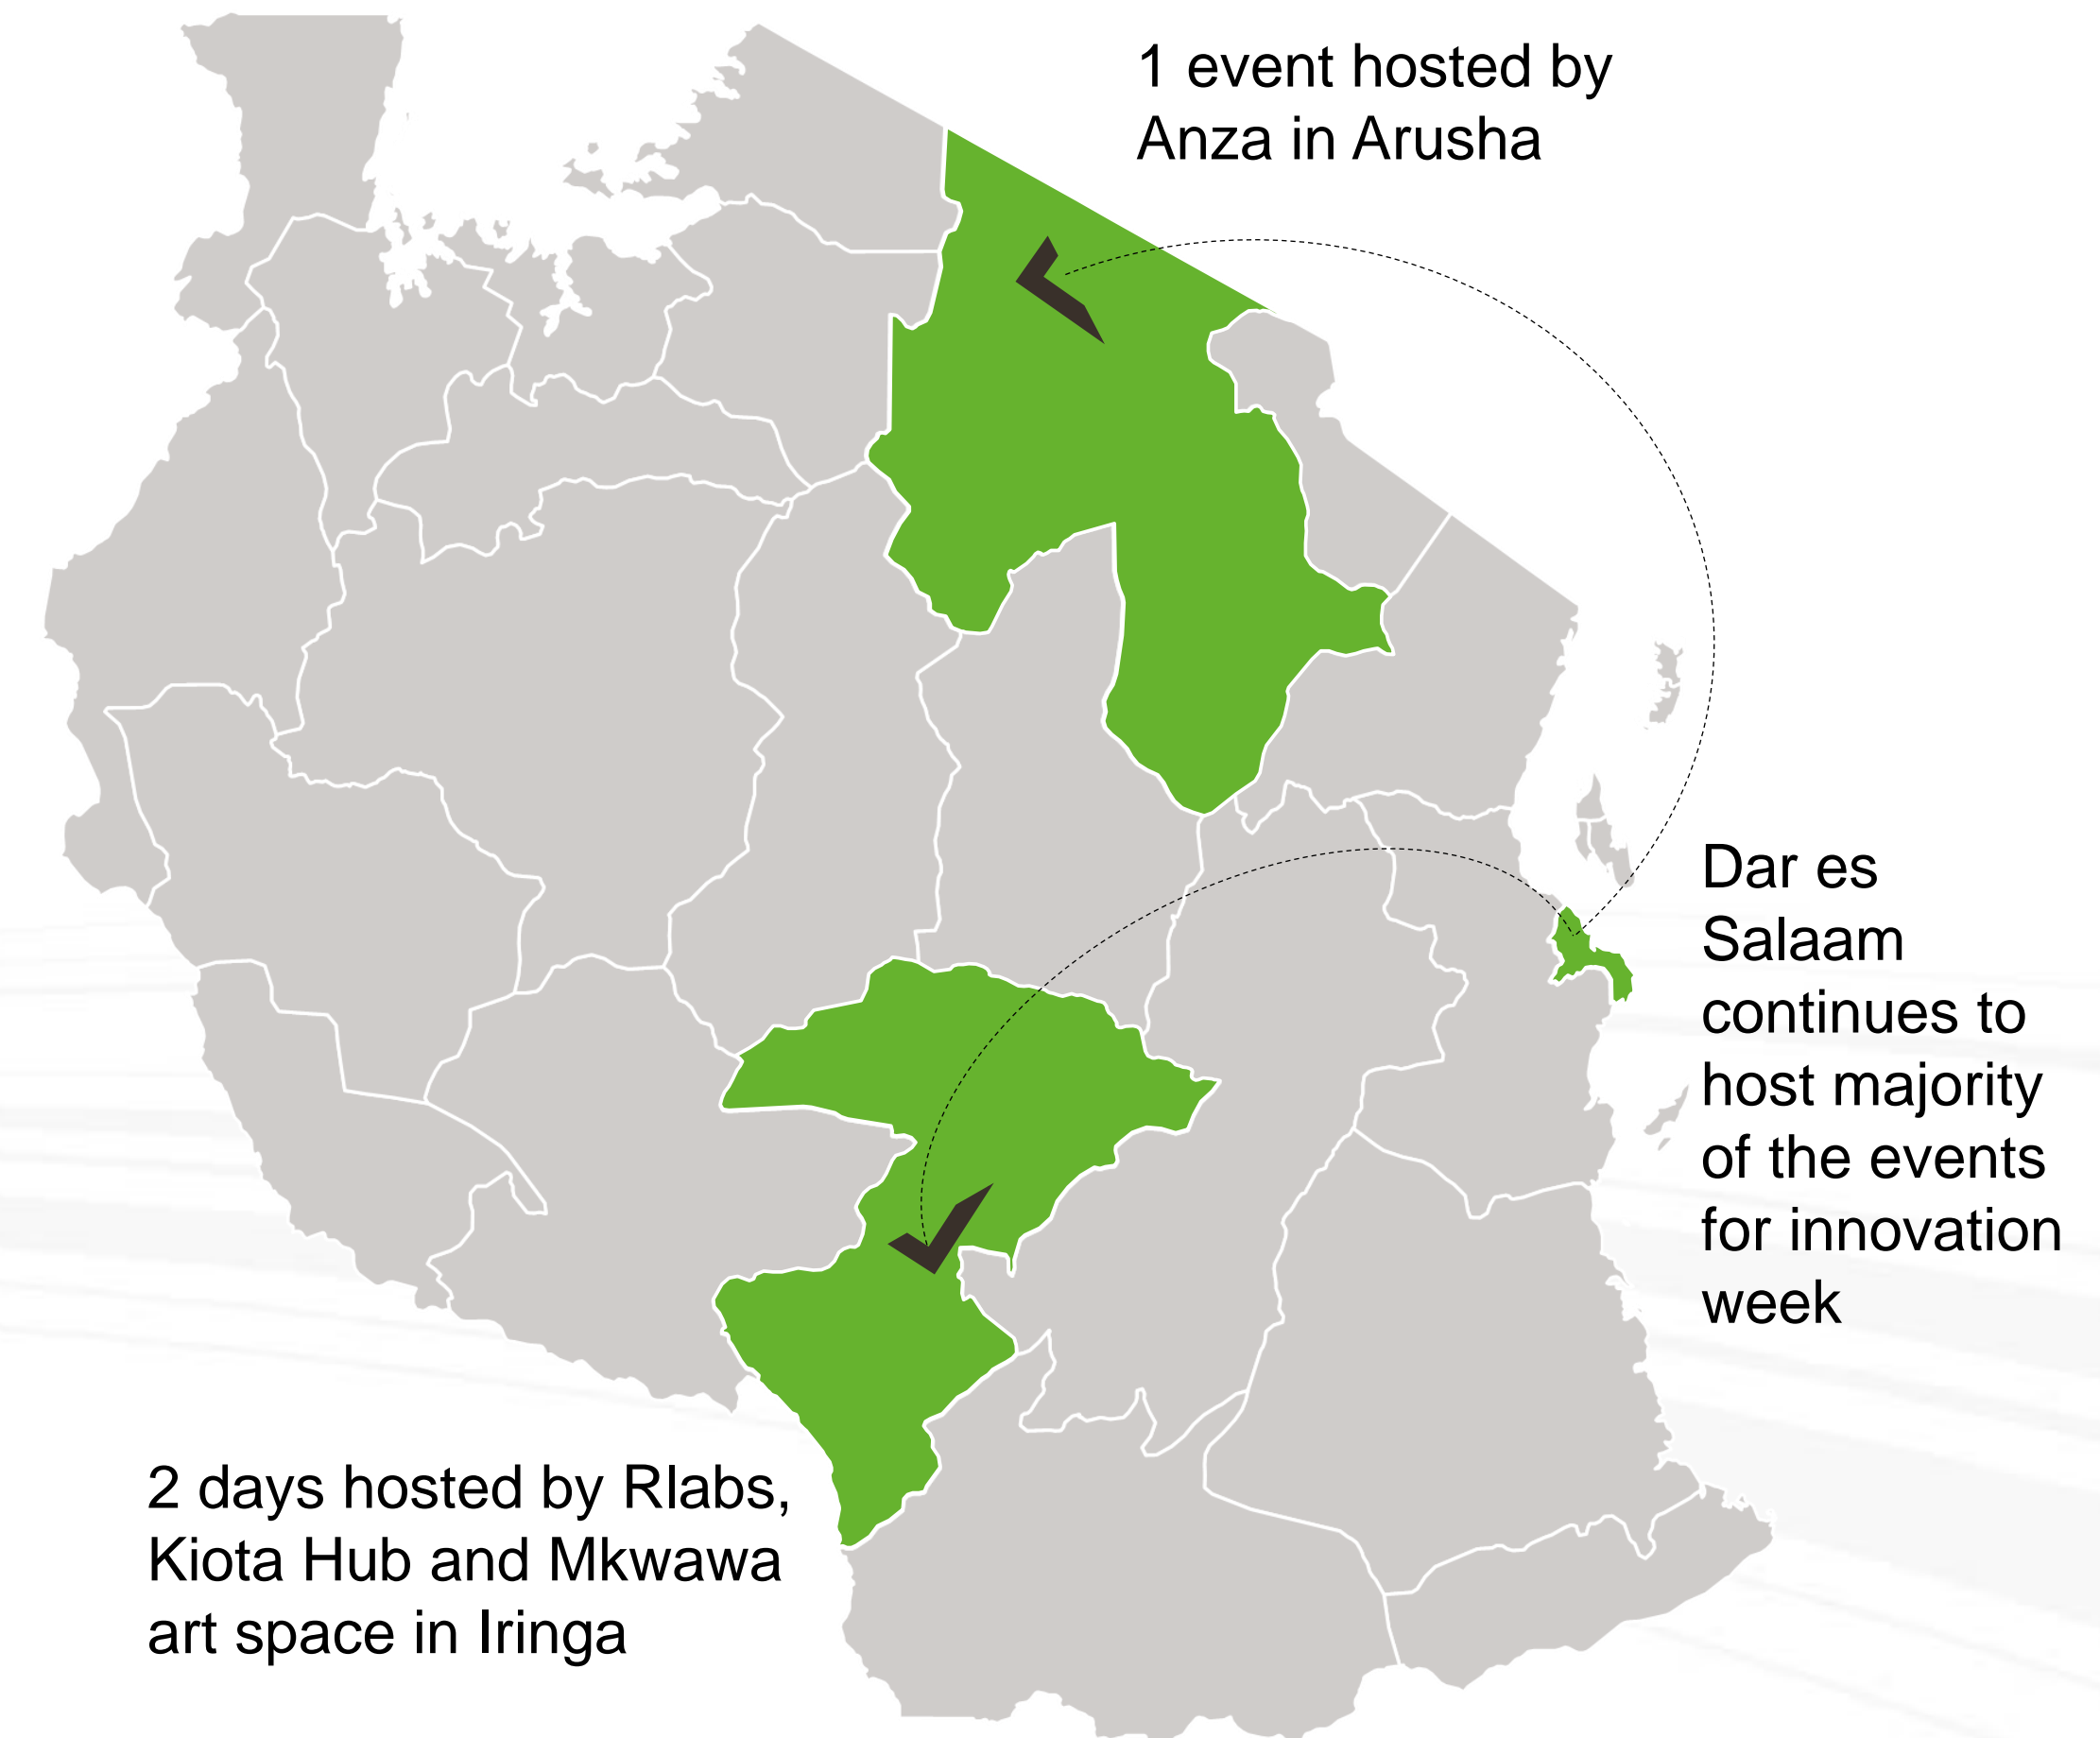 1 event hosted by
Anza in Arusha
Dar es
Salaam
continues to
host majority
of the events
for innovation
week
2 days hosted by Rlabs,
Kiota Hub and Mkwawa
art space in Iringa